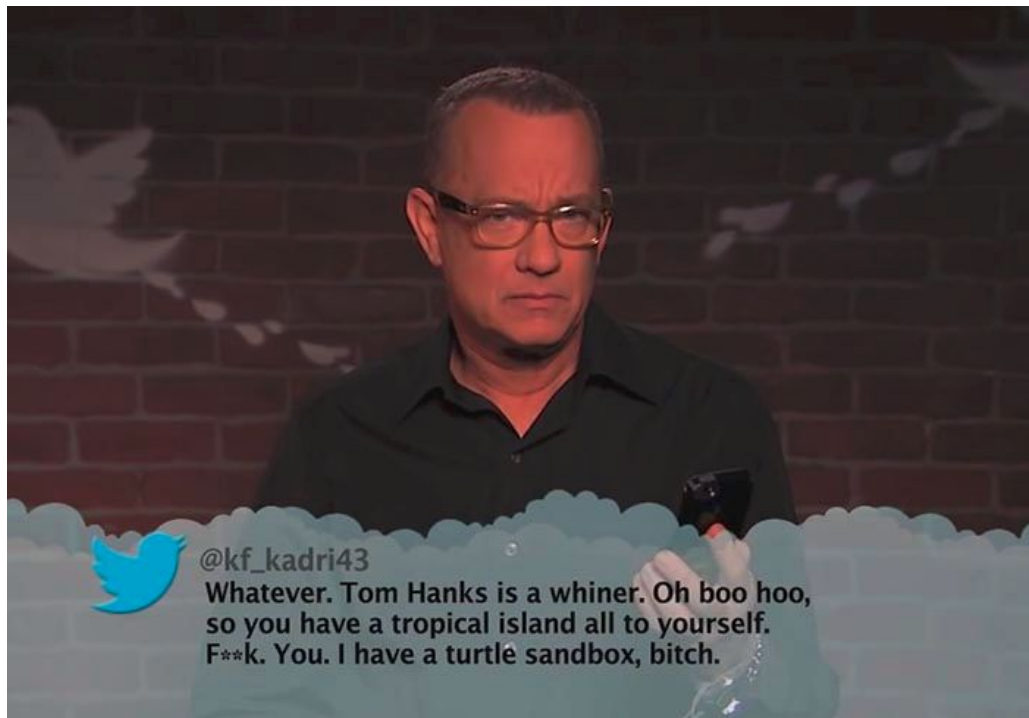 @kf_kadri43
Whatever. Tom Hanks is a whiner. Oh boo hoo,
so you have a tropical island all to yourself.
F**k. You. I have a turtle sandbox, bitch.